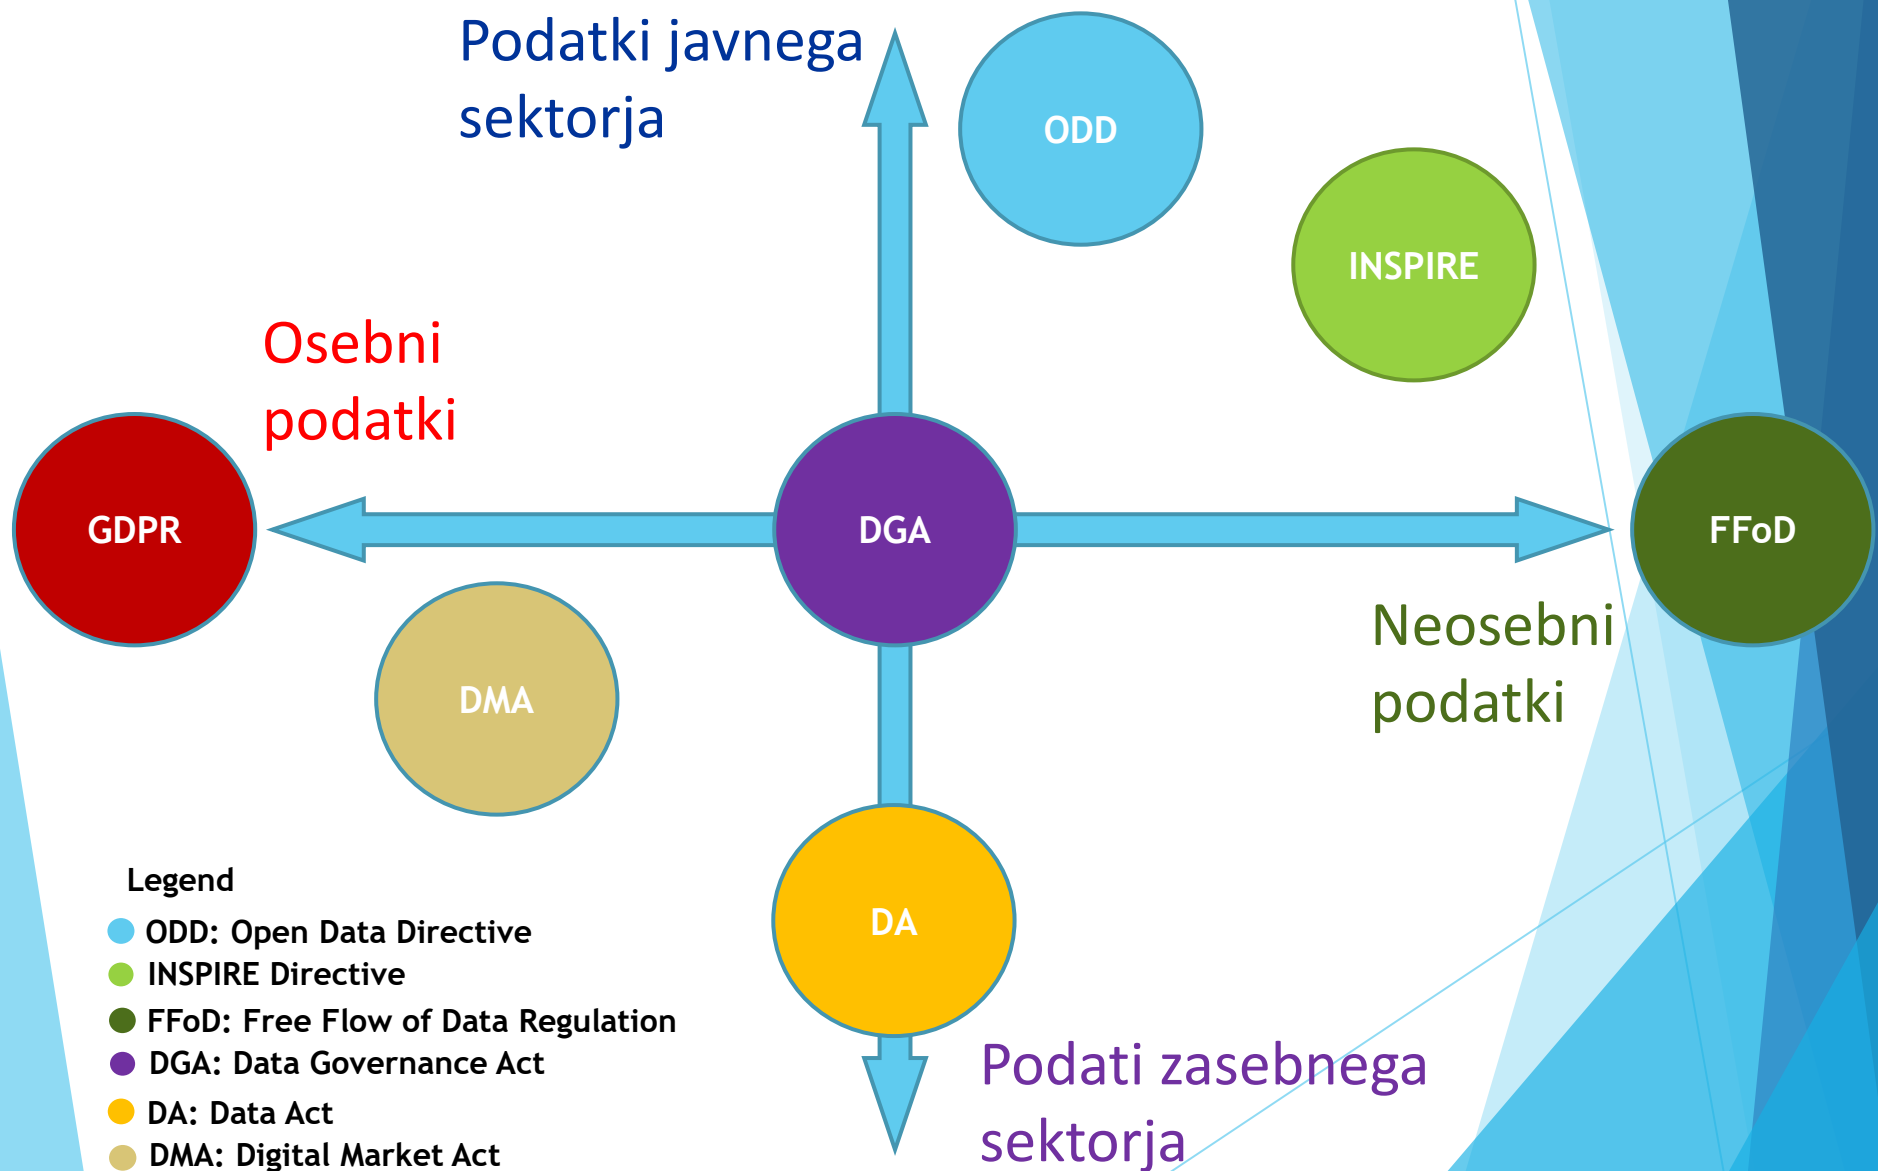 Podatki javnega
sektorja
ODD
INSPIRE
Osebni
podatki
GDPR
DGA
FFoD
Neosebni
podatki
DMA
DA
Podati zasebnega
sektorja
Legend
ODD: Open Data Directive
INSPIRE Directive
FFoD: Free Flow of Data Regulation
DGA: Data Governance Act
DA: Data Act
DMA: Digital Market Act